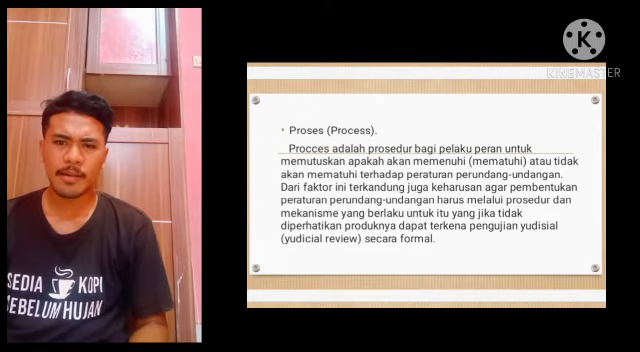 KINEMASTER
• Proses (Process).
Procces adalah prosedur bagi pelaku peran untuk
memutuskan apakah akan memenuhi (mematuhi) atau tidak
akan mematuhi terhadap peraturan perundang-undangan.
Dari faktor ini terkandung juga keharusan agar pembentukan
peraturan perundang-undangan harus melalui prosedur dan
mekanisme yang berlaku untuk itu yang jika tidak
diperhatikan produknya dapat terkena pengujian yudisial
(yudicial review) secara formal.
SEDIA KOPI
SEBELUM HUJAN